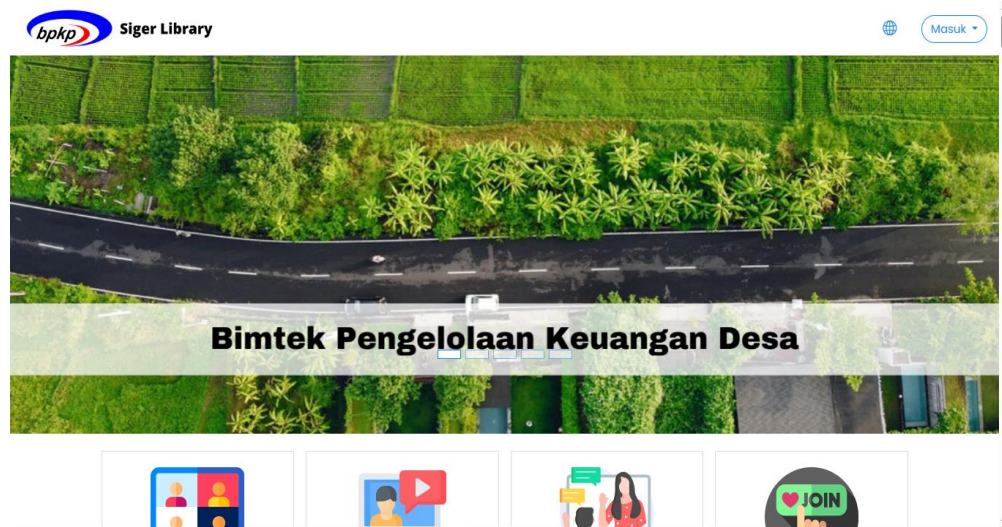 bpkp
Siger Library
Masuk
Bimtek Pengelolaan Keuangan Desa
JOIN